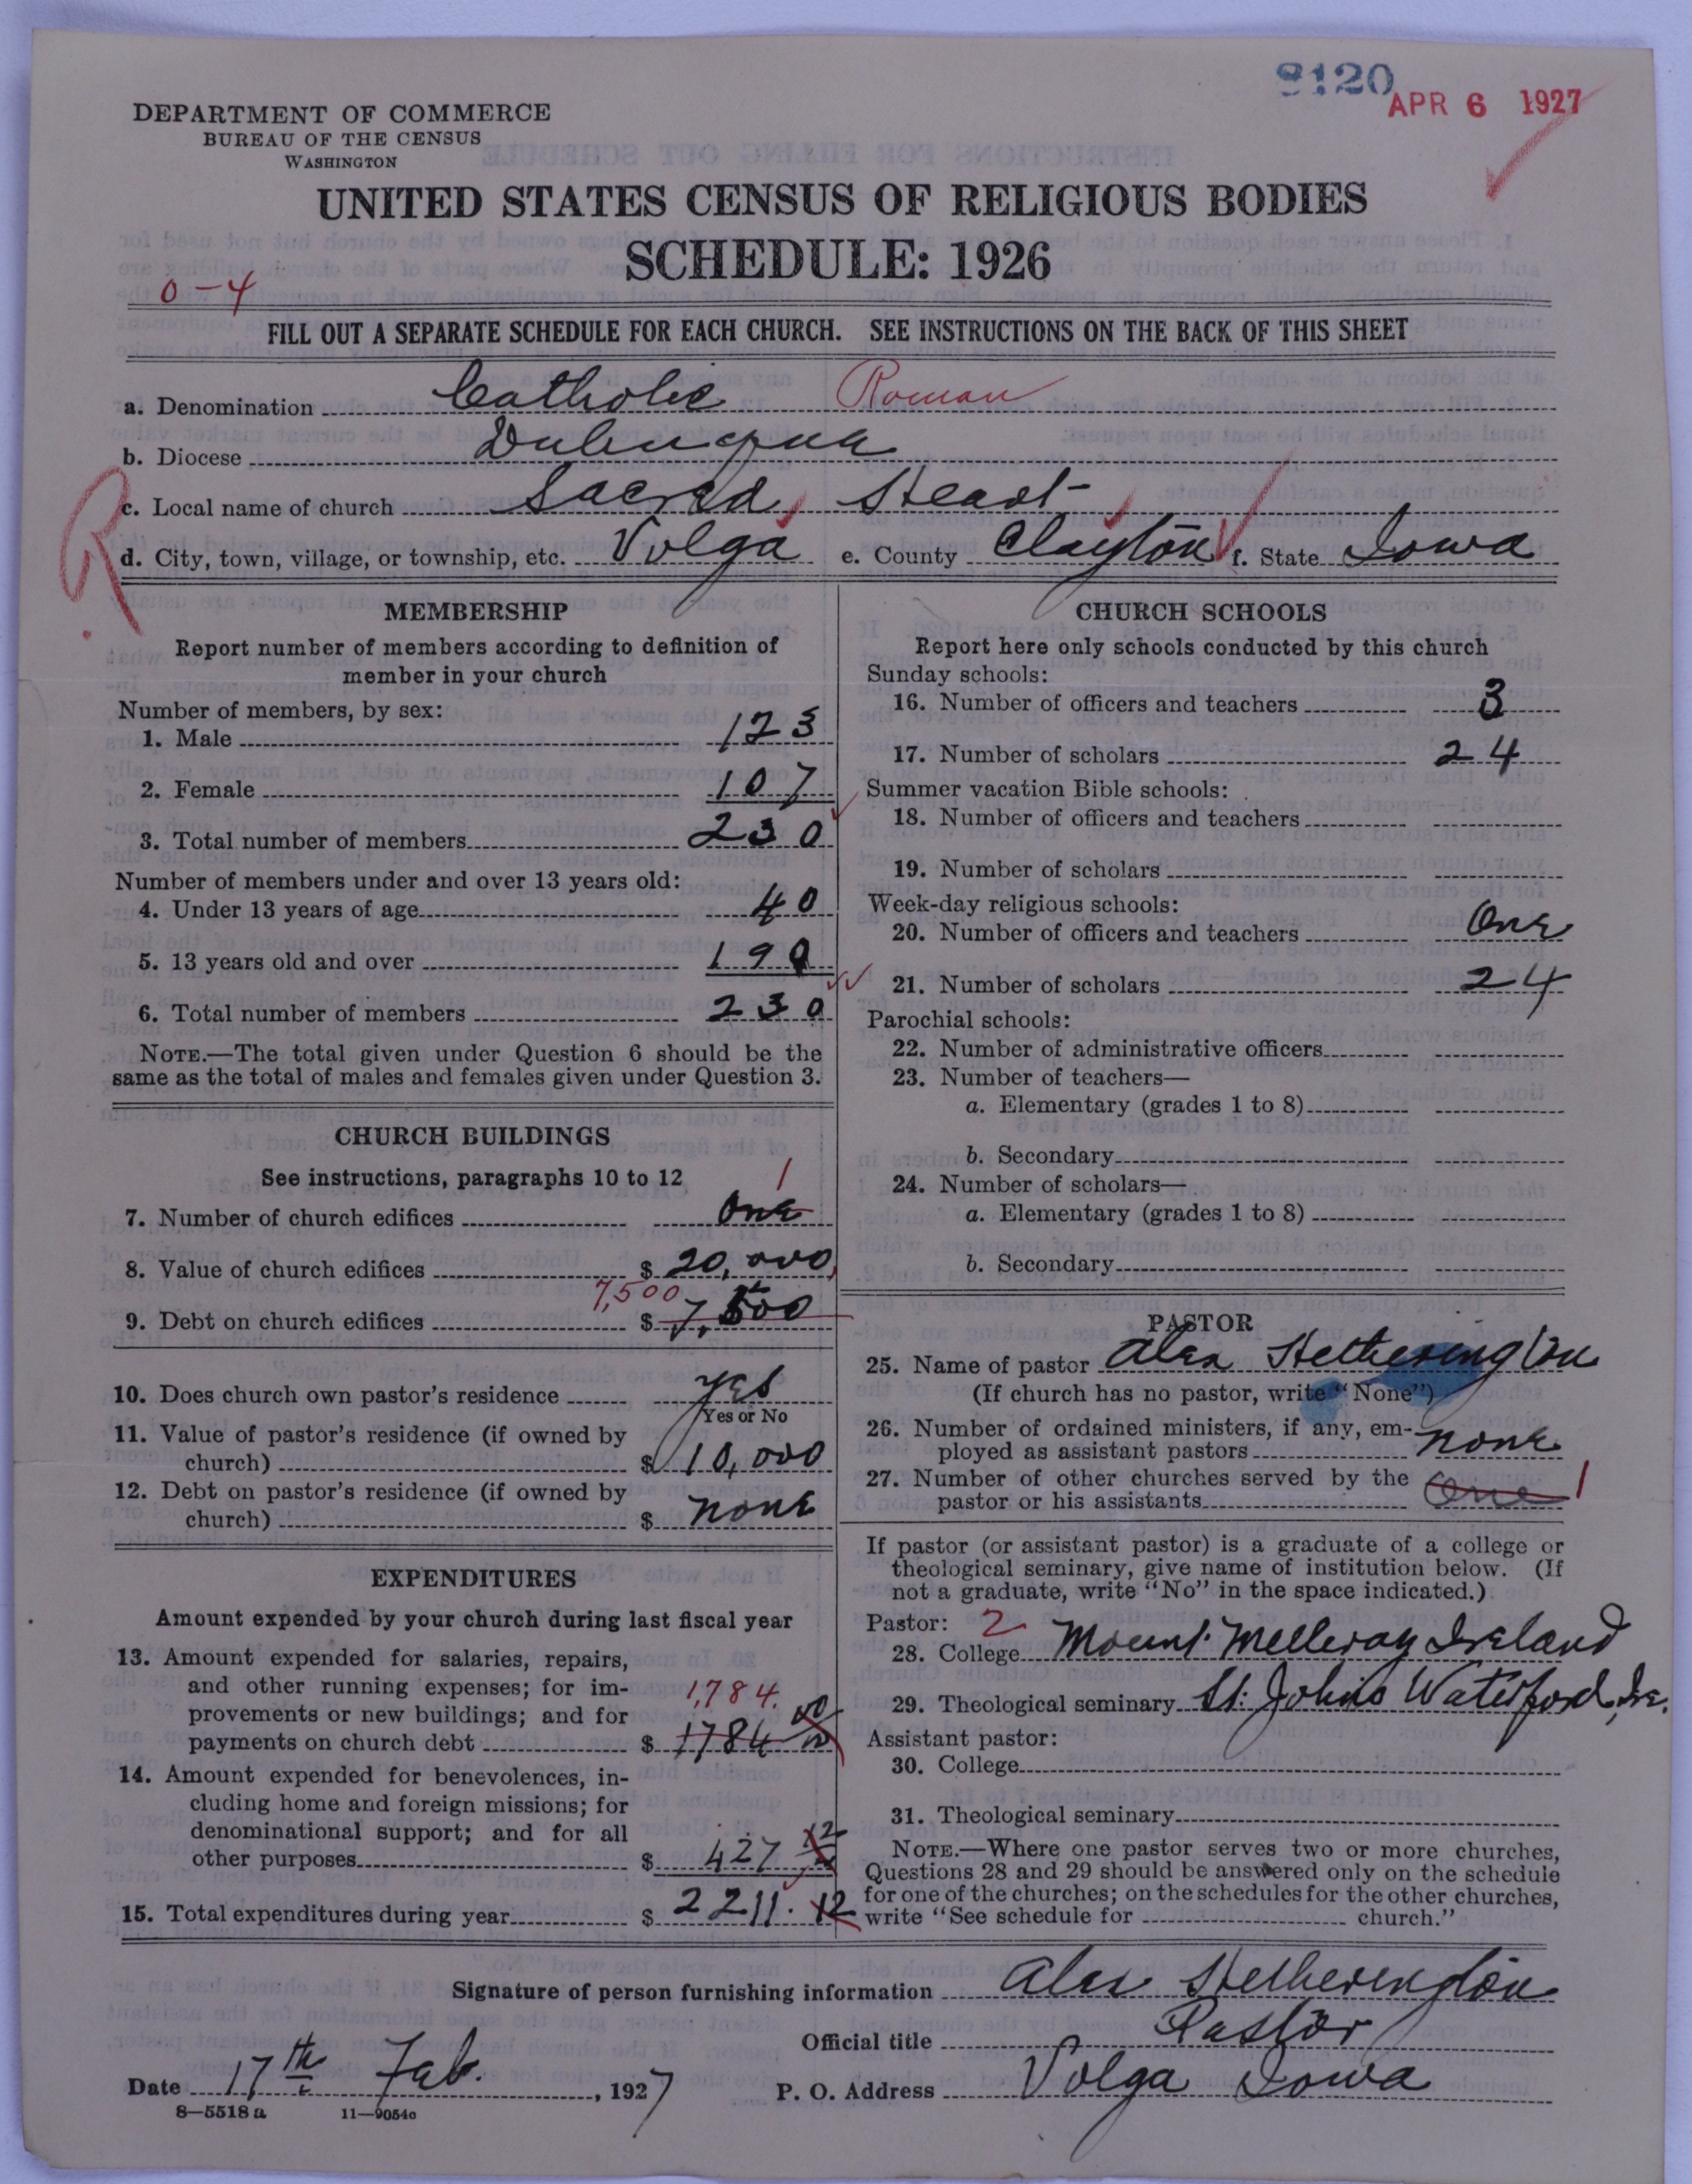 8120
APR 6 1927
DEPARTMENT OF COMMERCE
BUREAU OF THE CENSUS
WASHINGTON
UNITED STATES CENSUS OF RELIGIOUS BODIES
SCHEDULE: 1926
0-4
FILL OUT A SEPARATE SCHEDULE FOR EACH CHURCH. SEE INSTRUCTIONS ON THE BACK OF THIS SHEET
a. Denomination Catholic Roman
b. Diocese Dubuque
c. Local name of church Sacred Heart
R
d. City, town, village, or township, etc. Volga e. County Clayton f. State Iowa
MEMBERSHIP
Report number of members according to definition of
member in your church
Number of members, by sex:
1. Male 123
2. Female 107
3. Total number of members 230
Number of members under and over 13 years old:
4. Under 13 years of age 40
5. 13 years old and over 190
6. Total number of members 230
NOTE.—The total given under Question 6 should be the
same as the total of males and females given under Question 3.
CHURCH BUILDINGS
See instructions, paragraphs 10 to 12
1
7. Number of church edifices One
8. Value of church edifices $ 20,000
7,500
9. Debt on church edifices $ 7,500
10. Does church own pastor's residence Yes
Yes or No
11. Value of pastor's residence (if owned by
church) $ 10,000
12. Debt on pastor's residence (if owned by
church) $ none
EXPENDITURES
Amount expended by your church during last fiscal year
13. Amount expended for salaries, repairs,
and other running expenses; for im-
1,784.
provements or new buildings; and for
payments on church debt $ 1784 00
14. Amount expended for benevolences, in-
cluding home and foreign missions; for
denominational support; and for all
other purposes $ 427 12
15. Total expenditures during year $ 2211. 12
CHURCH SCHOOLS
Report here only schools conducted by this church
Sunday schools:
16. Number of officers and teachers 3
17. Number of scholars 24
Summer vacation Bible schools:
18. Number of officers and teachers
19. Number of scholars
Week-day religious schools:
20. Number of officers and teachers One
21. Number of scholars 24
Parochial schools:
22. Number of administrative officers
23. Number of teachers—
a. Elementary (grades 1 to 8)
b. Secondary
24. Number of scholars—
a. Elementary (grades 1 to 8)
b. Secondary
PASTOR
25. Name of pastor Alex Hetherington
(If church has no pastor, write "None")
26. Number of ordained ministers, if any, em-
ployed as assistant pastors none
27. Number of other churches served by the
pastor or his assistants One 1
If pastor (or assistant pastor) is a graduate of a college or
theological seminary, give name of institution below. (If
not a graduate, write "No" in the space indicated.)
Pastor: 2
28. College Mount Melleray Ireland
29. Theological seminary St. Johns Waterford, Ire.
Assistant pastor:
30. College
31. Theological seminary
NOTE.—Where one pastor serves two or more churches,
Questions 28 and 29 should be answered only on the schedule
for one of the churches; on the schedules for the other churches,
write "See schedule for church."
Signature of person furnishing information Alex Hetherington
Official title Pastor
Date 17th Feb. , 1927 P. O. Address Volga Iowa
8—5518a 11—9054c